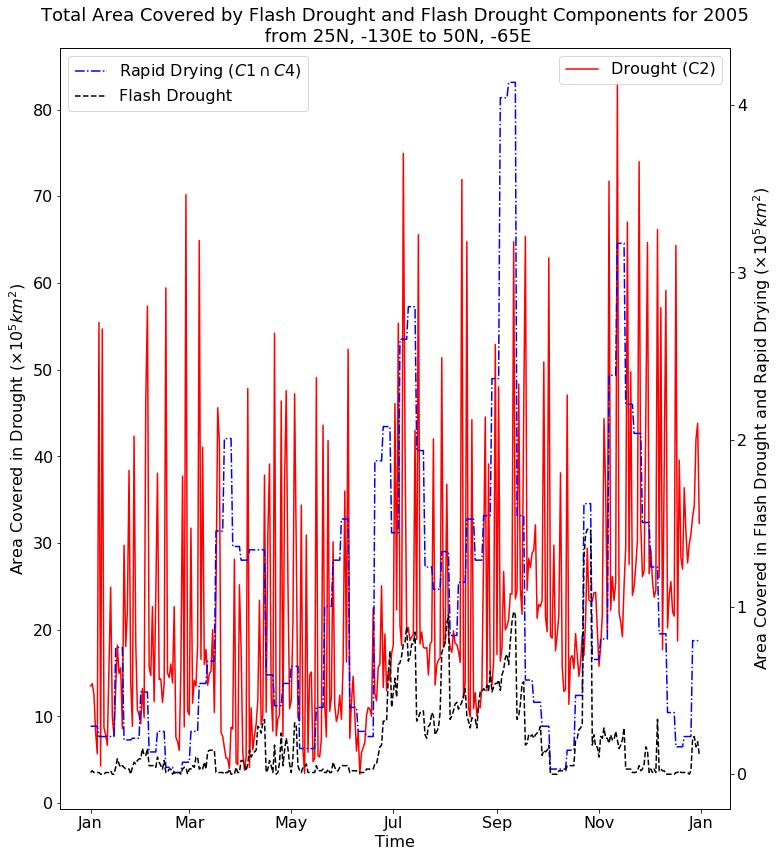 Total Area Covered by Flash Drought and Flash Drought Components for 2005
from 25N, -130E to 50N, -65E
Rapid Drying (C1 ∩ C4)
Flash Drought
Drought (C2)
Area Covered in Drought (×10⁵km²)
80
70
60
50
40
30
20
10
0
4
3
2
1
0
Area Covered in Flash Drought and Rapid Drying (×10⁵km²)
Jan Mar May Jul Sep Nov Jan
Time